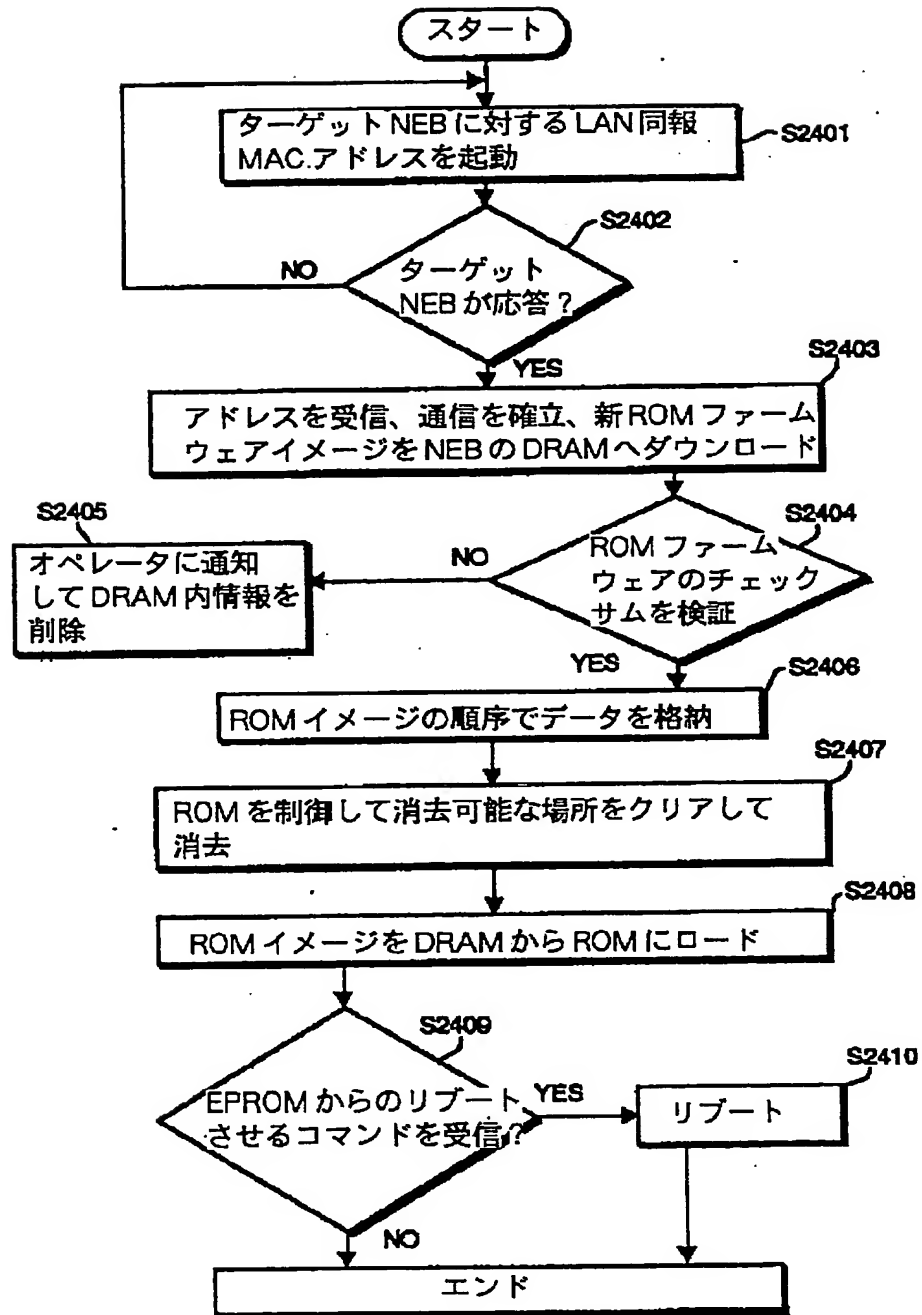 スタート
ターゲットNEBに対するLAN同報
MAC.アドレスを起動
S2401
S2402
NO
ターゲット
NEBが応答？
YES
S2403
アドレスを受信、通信を確立、新ROMファーム
ウェアイメージをNEBのDRAMへダウンロード
S2404
ROMファーム
ウェアのチェック
サムを検証
NO
S2405
オペレータに通知
してDRAM内情報を
削除
YES
S2406
ROMイメージの順序でデータを格納
S2407
ROMを制御して消去可能な場所をクリアして
消去
S2408
ROMイメージをDRAMからROMにロード
S2409
EPROMからのリブート
させるコマンドを受信？
YES
S2410
リブート
NO
エンド